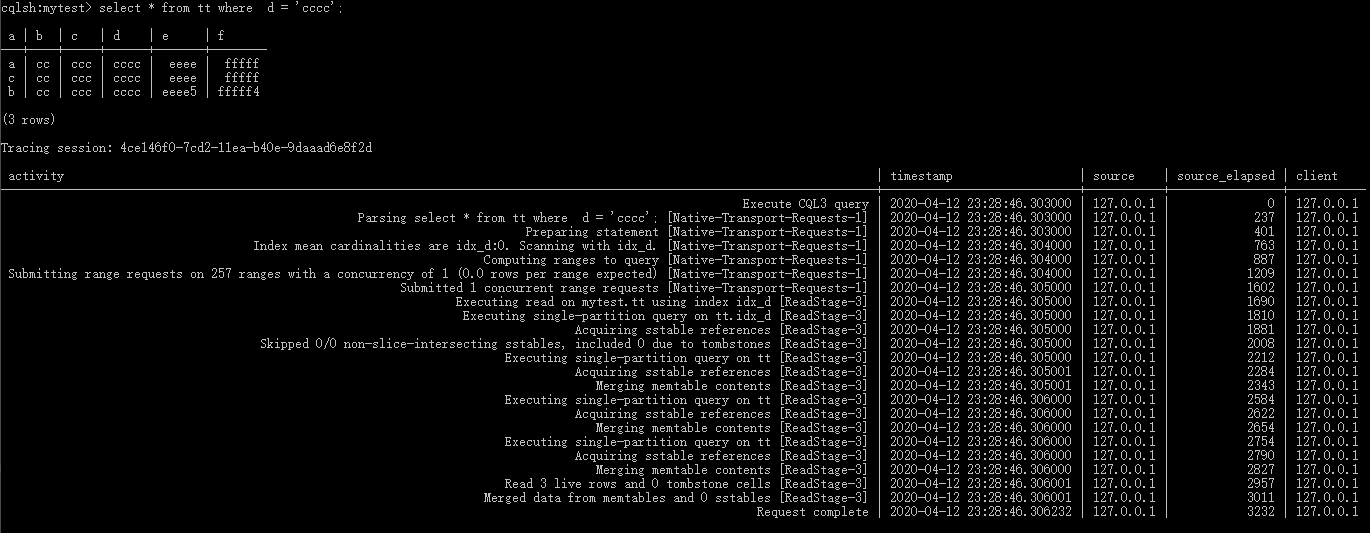 cqlsh:mytest> select * from tt where  d = 'cccc';
a | b | c | d | e | f
a | cc | ccc | cccc | eeee | fffff
c | cc | ccc | cccc | eeee | fffff
b | cc | ccc | cccc | eeee5 | fffff4
(3 rows)
Tracing session: 4ce146f0-7cd2-11ea-b40e-9daaad6e8f2d
activity | timestamp | source | source_elapsed | client
Execute CQL3 query | 2020-04-12 23:28:46.303000 | 127.0.0.1 | 0 | 127.0.0.1
Parsing select * from tt where  d = 'cccc'; [Native-Transport-Requests-1] | 2020-04-12 23:28:46.303000 | 127.0.0.1 | 237 | 127.0.0.1
Preparing statement [Native-Transport-Requests-1] | 2020-04-12 23:28:46.303000 | 127.0.0.1 | 401 | 127.0.0.1
Index mean cardinalities are idx_d:0. Scanning with idx_d. [Native-Transport-Requests-1] | 2020-04-12 23:28:46.304000 | 127.0.0.1 | 763 | 127.0.0.1
Computing ranges to query [Native-Transport-Requests-1] | 2020-04-12 23:28:46.304000 | 127.0.0.1 | 887 | 127.0.0.1
Submitting range requests on 257 ranges with a concurrency of 1 (0.0 rows per range expected) [Native-Transport-Requests-1] | 2020-04-12 23:28:46.304000 | 127.0.0.1 | 1209 | 127.0.0.1
Submitted 1 concurrent range requests [Native-Transport-Requests-1] | 2020-04-12 23:28:46.305000 | 127.0.0.1 | 1602 | 127.0.0.1
Executing read on mytest.tt using index idx_d [ReadStage-3] | 2020-04-12 23:28:46.305000 | 127.0.0.1 | 1690 | 127.0.0.1
Executing single-partition query on tt.idx_d [ReadStage-3] | 2020-04-12 23:28:46.305000 | 127.0.0.1 | 1810 | 127.0.0.1
Acquiring sstable references [ReadStage-3] | 2020-04-12 23:28:46.305000 | 127.0.0.1 | 1881 | 127.0.0.1
Skipped 0/0 non-slice-intersecting sstables, included 0 due to tombstones [ReadStage-3] | 2020-04-12 23:28:46.305000 | 127.0.0.1 | 2008 | 127.0.0.1
Executing single-partition query on tt [ReadStage-3] | 2020-04-12 23:28:46.305001 | 127.0.0.1 | 2212 | 127.0.0.1
Acquiring sstable references [ReadStage-3] | 2020-04-12 23:28:46.305001 | 127.0.0.1 | 2284 | 127.0.0.1
Merging memtable contents [ReadStage-3] | 2020-04-12 23:28:46.305001 | 127.0.0.1 | 2343 | 127.0.0.1
Executing single-partition query on tt [ReadStage-3] | 2020-04-12 23:28:46.306000 | 127.0.0.1 | 2584 | 127.0.0.1
Acquiring sstable references [ReadStage-3] | 2020-04-12 23:28:46.306000 | 127.0.0.1 | 2622 | 127.0.0.1
Merging memtable contents [ReadStage-3] | 2020-04-12 23:28:46.306000 | 127.0.0.1 | 2654 | 127.0.0.1
Executing single-partition query on tt [ReadStage-3] | 2020-04-12 23:28:46.306000 | 127.0.0.1 | 2754 | 127.0.0.1
Acquiring sstable references [ReadStage-3] | 2020-04-12 23:28:46.306000 | 127.0.0.1 | 2790 | 127.0.0.1
Merging memtable contents [ReadStage-3] | 2020-04-12 23:28:46.306000 | 127.0.0.1 | 2827 | 127.0.0.1
Read 3 live rows and 0 tombstone cells [ReadStage-3] | 2020-04-12 23:28:46.306001 | 127.0.0.1 | 2957 | 127.0.0.1
Merged data from memtables and 0 sstables [ReadStage-3] | 2020-04-12 23:28:46.306001 | 127.0.0.1 | 3011 | 127.0.0.1
Request complete | 2020-04-12 23:28:46.306232 | 127.0.0.1 | 3232 | 127.0.0.1